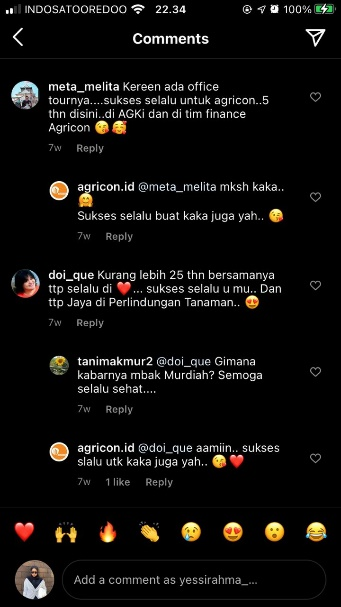 INDOSATOOREDOO 22.34 100%
Comments
meta_melita Kereen ada office
tournya....sukses selalu untuk agricon..5
thn disini..di AGKi dan di tim finance
Agricon 😘🥰
7w Reply
agricon.id @meta_melita mksh kaka..
🤗
Sukses selalu buat kaka juga yah.. 😘
7w Reply
doi_que Kurang lebih 25 thn bersamanya
ttp selalu di ❤️... sukses selalu u mu.. Dan
ttp Jaya di Perlindungan Tanaman.. 😍
7w Reply
tanimakmur2 @doi_que Gimana
kabarnya mbak Murdiah? Semoga
selalu sehat....
7w Reply
agricon.id @doi_que aamiin.. sukses
slalu utk kaka juga yah.. 😘❤️
7w 1 like Reply
❤️ 🙌 🔥 👏 😢 😍 😮 😂
Add a comment as yessirahma_...